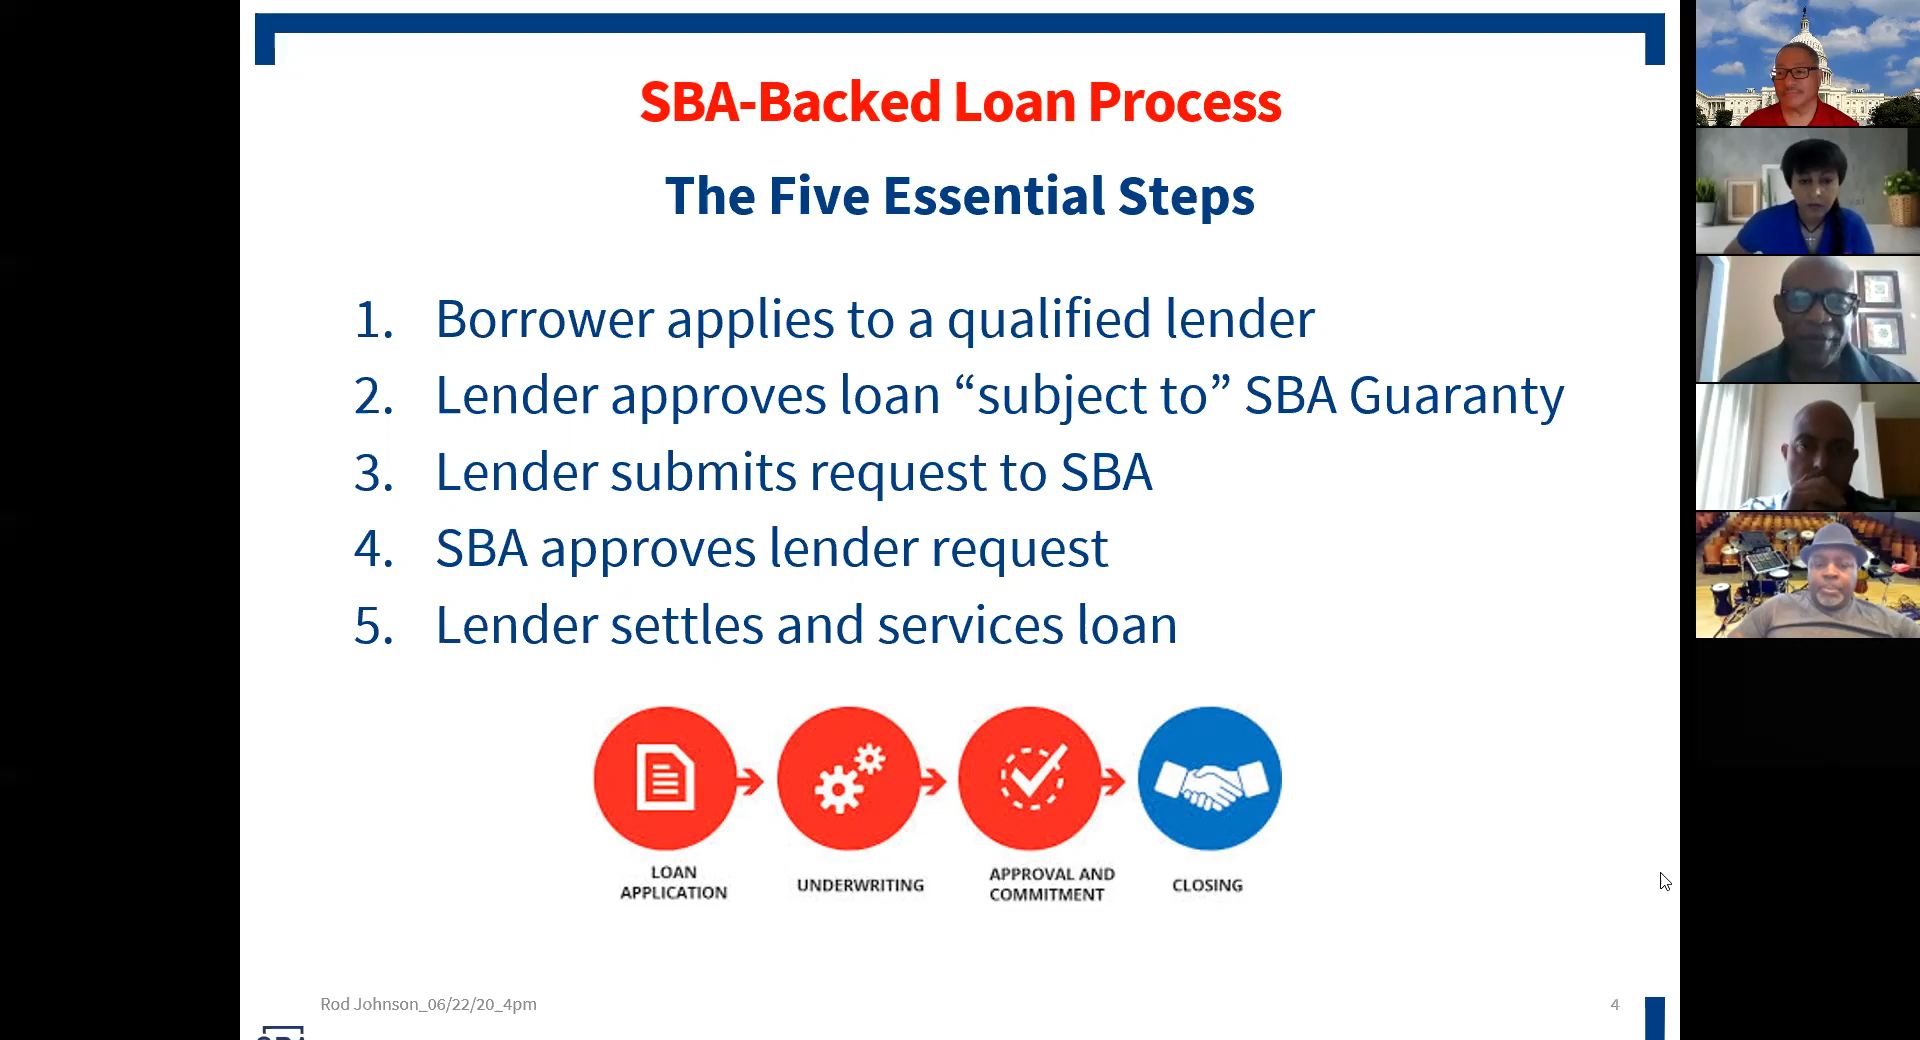 SBA-Backed Loan Process
The Five Essential Steps
1. Borrower applies to a qualified lender
2. Lender approves loan “subject to” SBA Guaranty
3. Lender submits request to SBA
4. SBA approves lender request
5. Lender settles and services loan
LOAN
APPLICATION
UNDERWRITING
APPROVAL AND
COMMITMENT
CLOSING
Rod Johnson_06/22/20_4pm
4